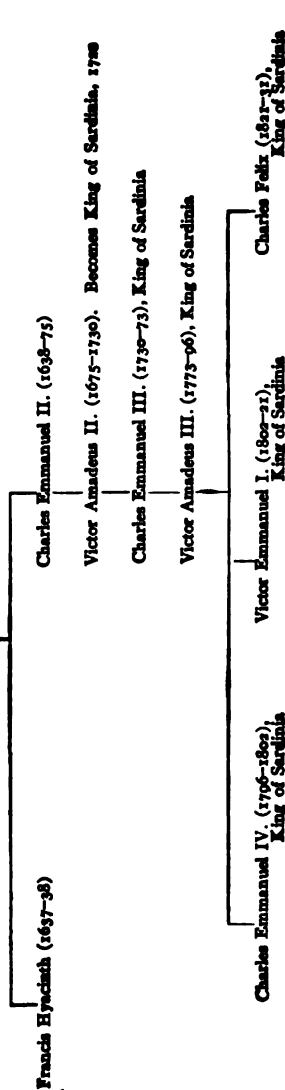 Francis Hyacinth (1637-38)
Charles Emmanuel II. (1638-75)
Victor Amadeus II. (1675-1730). Becomes King of Sardinia, 1720
Charles Emmanuel III. (1730-73), King of Sardinia
Victor Amadeus III. (1773-96), King of Sardinia
Charles Emmanuel IV. (1796-1802),
King of Sardinia
Victor Emmanuel I. (1802-21),
King of Sardinia
Charles Felix (1821-31),
King of Sardinia